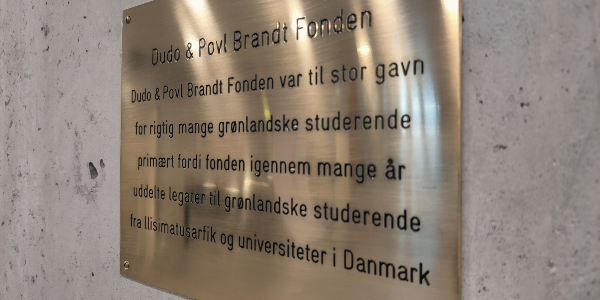 Dudo & Povl Brandt Fonden
Dudo & Povl Brandt Fonden var til stor gavn
for rigtig mange grønlandske studerende
primært fordi fonden igennem mange år
uddelte legater til grønlandske studerende
fra Ilisimatusarfik og universiteter i Danmark